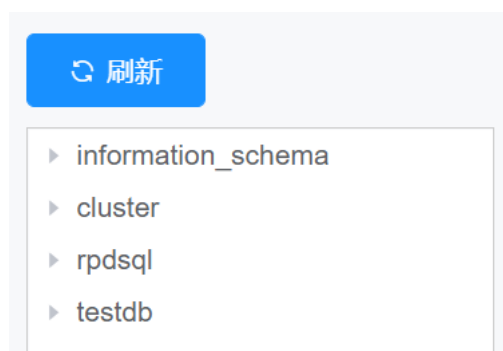 刷新
information_schema
cluster
rpdsql
testdb